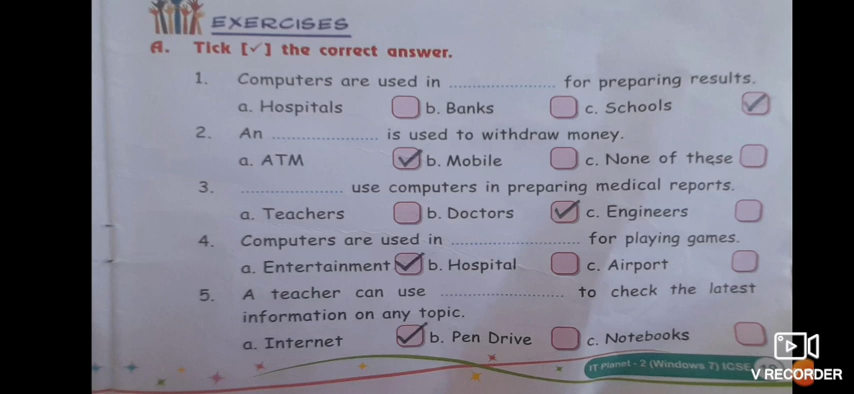 EXERCISES
A. Tick [✓] the correct answer.
1. Computers are used in .................... for preparing results.
a. Hospitals b. Banks c. Schools ✓
2. An .................... is used to withdraw money.
a. ATM ✓ b. Mobile c. None of these
3. .................... use computers in preparing medical reports.
a. Teachers b. Doctors ✓ c. Engineers
4. Computers are used in .................... for playing games.
a. Entertainment ✓ b. Hospital c. Airport
5. A teacher can use .................... to check the latest
information on any topic.
a. Internet ✓ b. Pen Drive c. Notebooks
IT Planet - 2 (Windows 7) ICSE
V RECORDER